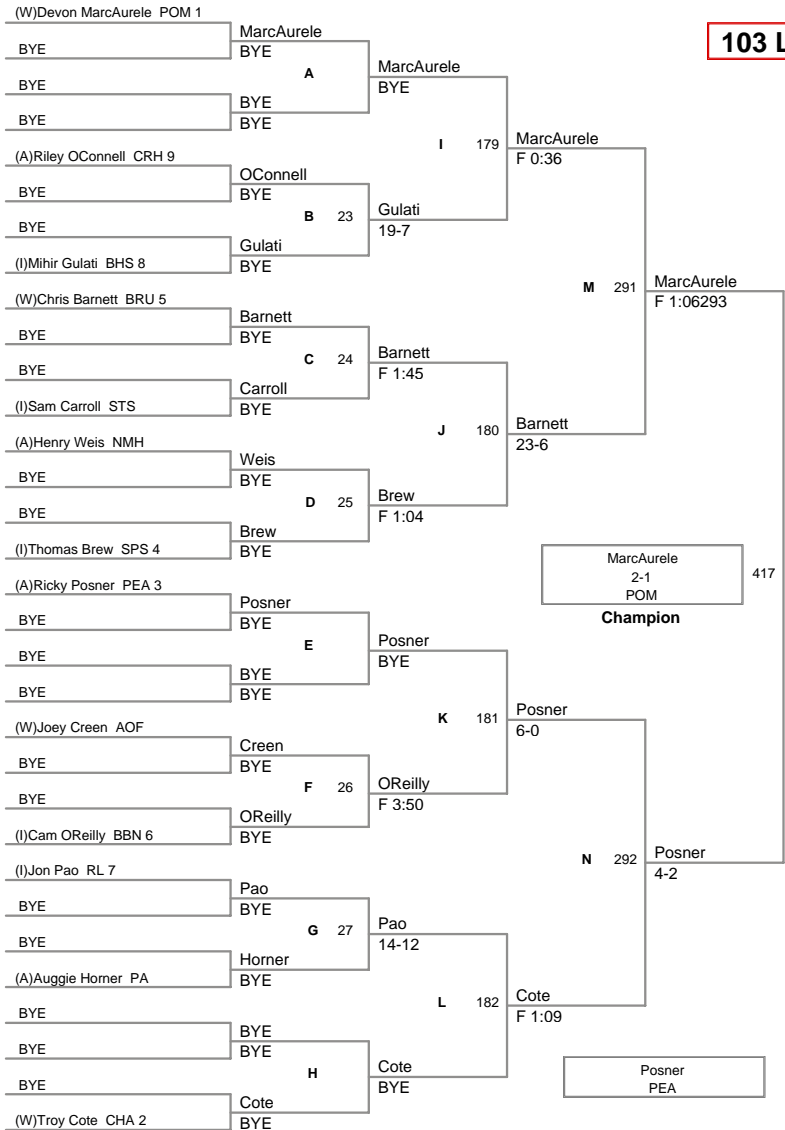 (W)Devon MarcAurele POM 1
BYE
BYE
BYE
(A)Riley OConnell CRH 9
BYE
BYE
(I)Mihir Gulati BHS 8
(W)Chris Barnett BRU 5
BYE
BYE
(I)Sam Carroll STS
(A)Henry Weis NMH
BYE
BYE
(I)Thomas Brew SPS 4
(A)Ricky Posner PEA 3
BYE
BYE
BYE
(W)Joey Creen AOF
BYE
BYE
(I)Cam OReilly BBN 6
(I)Jon Pao RL 7
BYE
BYE
(A)Auggie Horner PA
BYE
BYE
BYE
(W)Troy Cote CHA 2
MarcAurele
BYE
A
BYE
BYE
OConnell
BYE
B 23
Gulati
BYE
Barnett
BYE
C 24
Carroll
BYE
Weis
BYE
D 25
Brew
BYE
Posner
BYE
E
BYE
BYE
Creen
BYE
F 26
OReilly
BYE
Pao
BYE
G 27
Horner
BYE
BYE
BYE
H
Cote
BYE
MarcAurele
BYE
I 179
Gulati
19-7
Barnett
F 1:45
J 180
Brew
F 1:04
Posner
BYE
K 181
OReilly
F 3:50
Pao
14-12
L 182
Cote
BYE
MarcAurele
F 0:36
M 291
Barnett
23-6
Posner
6-0
N 292
Cote
F 1:09
103 L
MarcAurele
F 1:06293
Posner
4-2
MarcAurele
2-1
POM
417
Champion
Posner
PEA